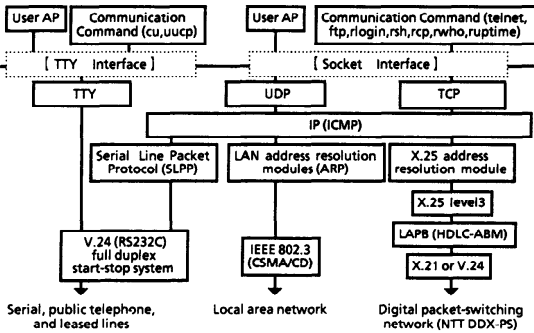 User AP
Communication
Command (cu,uucp)
User AP
Communication Command (telnet,
ftp,rlogin,rsh,rcp,rwho,ruptime)
[ TTY Interface ]
[ Socket Interface ]
TTY
UDP
TCP
IP (ICMP)
Serial Line Packet
Protocol (SLPP)
LAN address resolution
modules (ARP)
X.25 address
resolution module
X.25 level3
LAPB (HDLC-ABM)
X.21 or V.24
V.24 (RS232C)
full duplex
start-stop system
IEEE 802.3
(CSMA/CD)
Serial, public telephone,
and leased lines
Local area network
Digital packet-switching
network (NTT DDX-PS)